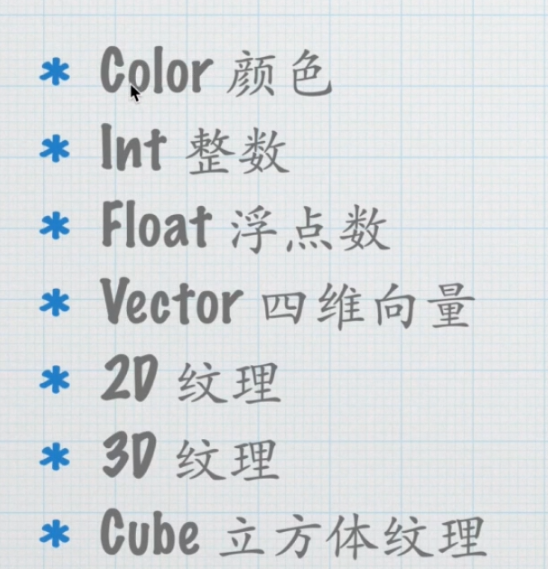 * Color 颜色
* Int 整数
* Float 浮点数
* Vector 四维向量
* 2D 纹理
* 3D 纹理
* Cube 立方体纹理